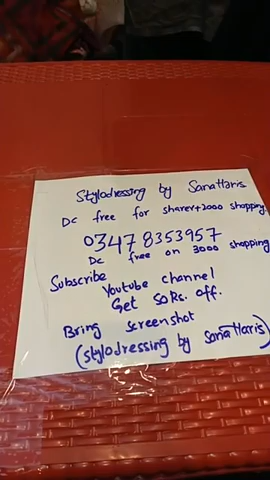 Stylodressing by SanaHaris
Dc free for sharer+2000 shopping
03478353957
Dc free on 3000 shopping
Subscribe Youtube channel
Get 50Rs. off.
Bring screenshot
(stylodressing by SanaHaris)